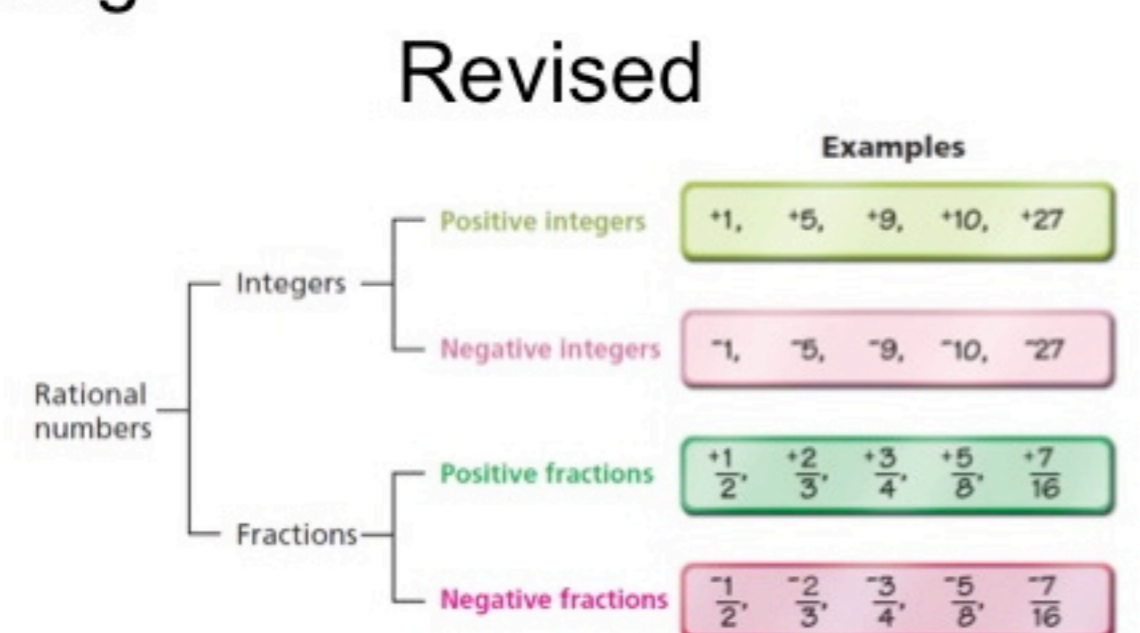 Revised
Examples
Positive integers +1, +5, +9, +10, +27
Integers
Negative integers -1, -5, -9, -10, -27
Rational
numbers
Positive fractions +1/2, +2/3, +3/4, +5/8, +7/16
Fractions
Negative fractions -1/2, -2/3, -3/4, -5/8, -7/16